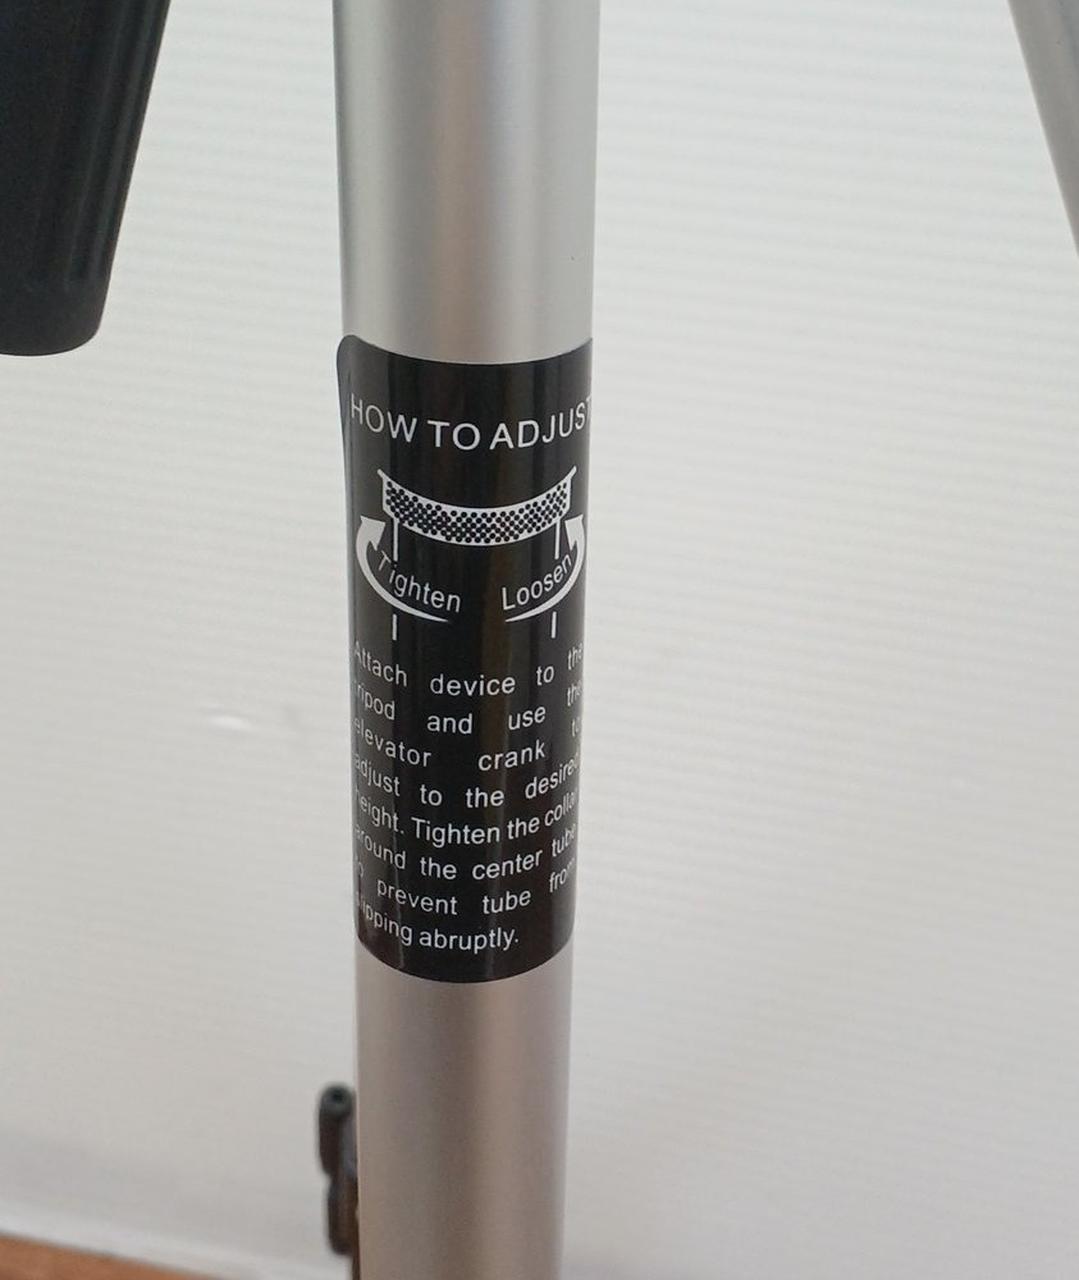 HOW TO ADJUST
Tighten Loosen
Attach device to the
tripod and use the
elevator crank to
adjust to the desired
height. Tighten the collar
around the center tube
to prevent tube from
slipping abruptly.